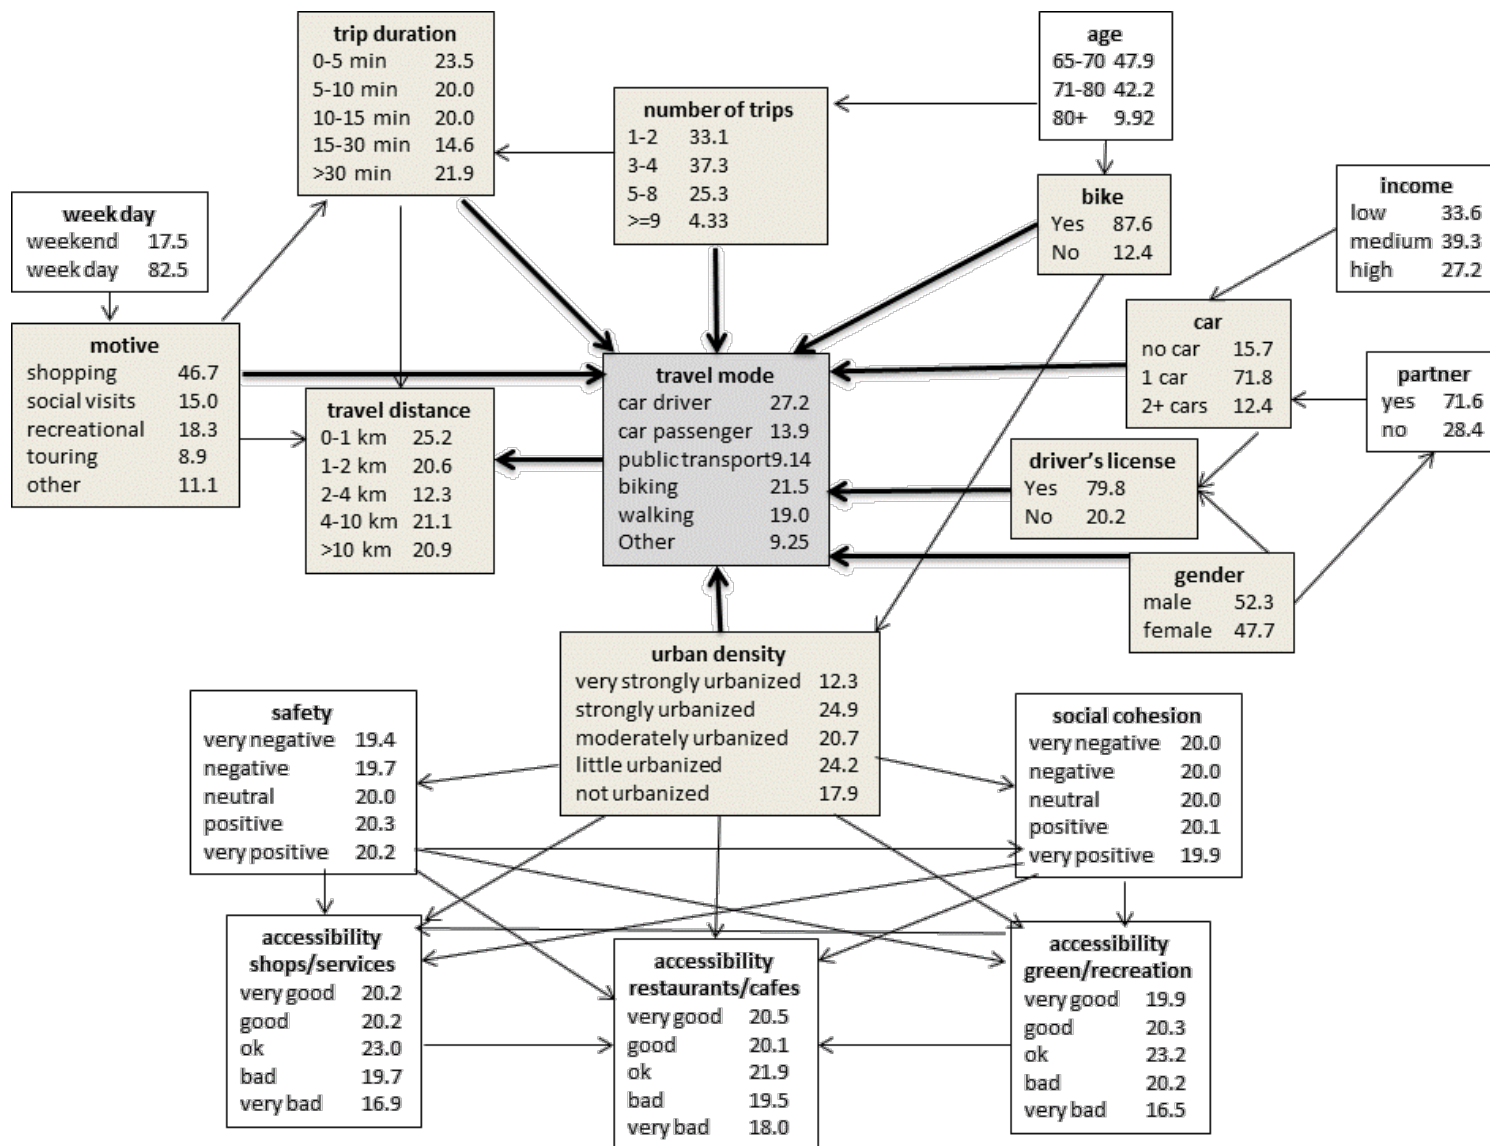 trip duration
0-5 min 23.5
5-10 min 20.0
10-15 min 20.0
15-30 min 14.6
>30 min 21.9
number of trips
1-2 33.1
3-4 37.3
5-8 25.3
>=9 4.33
age
65-70 47.9
71-80 42.2
80+ 9.92
week day
weekend 17.5
week day 82.5
bike
Yes 87.6
No 12.4
income
low 33.6
medium 39.3
high 27.2
motive
shopping 46.7
social visits 15.0
recreational 18.3
touring 8.9
other 11.1
travel distance
0-1 km 25.2
1-2 km 20.6
2-4 km 12.3
4-10 km 21.1
>10 km 20.9
travel mode
car driver 27.2
car passenger 13.9
public transport 9.14
biking 21.5
walking 19.0
Other 9.25
car
no car 15.7
1 car 71.8
2+ cars 12.4
partner
yes 71.6
no 28.4
driver's license
Yes 79.8
No 20.2
gender
male 52.3
female 47.7
urban density
very strongly urbanized 12.3
strongly urbanized 24.9
moderately urbanized 20.7
little urbanized 24.2
not urbanized 17.9
safety
very negative 19.4
negative 19.7
neutral 20.0
positive 20.3
very positive 20.2
social cohesion
very negative 20.0
negative 20.0
neutral 20.0
positive 20.1
very positive 19.9
accessibility
shops/services
very good 20.2
good 20.2
ok 23.0
bad 19.7
very bad 16.9
accessibility
restaurants/cafes
very good 20.5
good 20.1
ok 21.9
bad 19.5
very bad 18.0
accessibility
green/recreation
very good 19.9
good 20.3
ok 23.2
bad 20.2
very bad 16.5